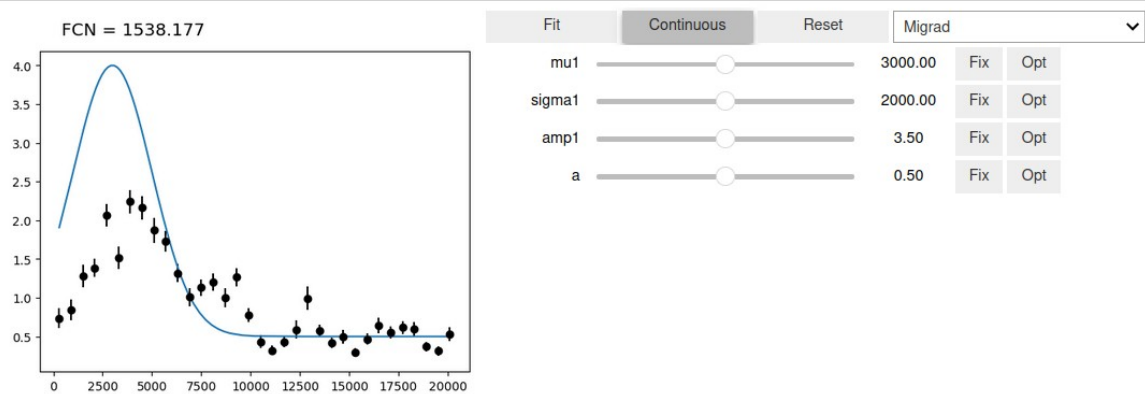 FCN = 1538.177
4.0
3.5
3.0
2.5
2.0
1.5
1.0
0.5
0 2500 5000 7500 10000 12500 15000 17500 20000
Fit Continuous Reset Migrad
mu1 3000.00 Fix Opt
sigma1 2000.00 Fix Opt
amp1 3.50 Fix Opt
a 0.50 Fix Opt